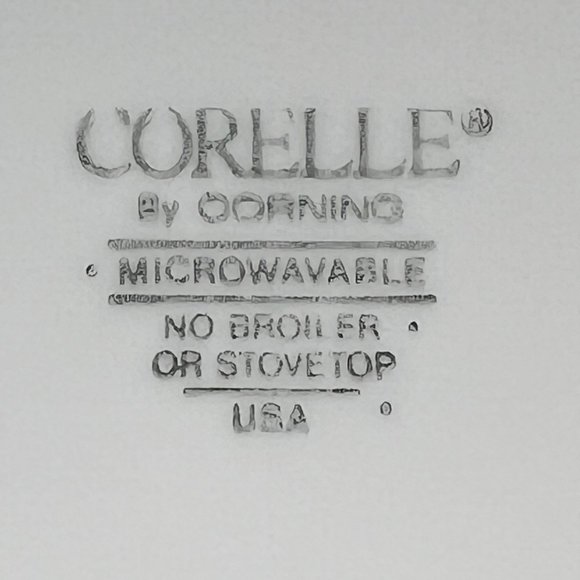 CORELLE®
By CORNING
MICROWAVABLE
NO BROILER
OR STOVETOP
USA